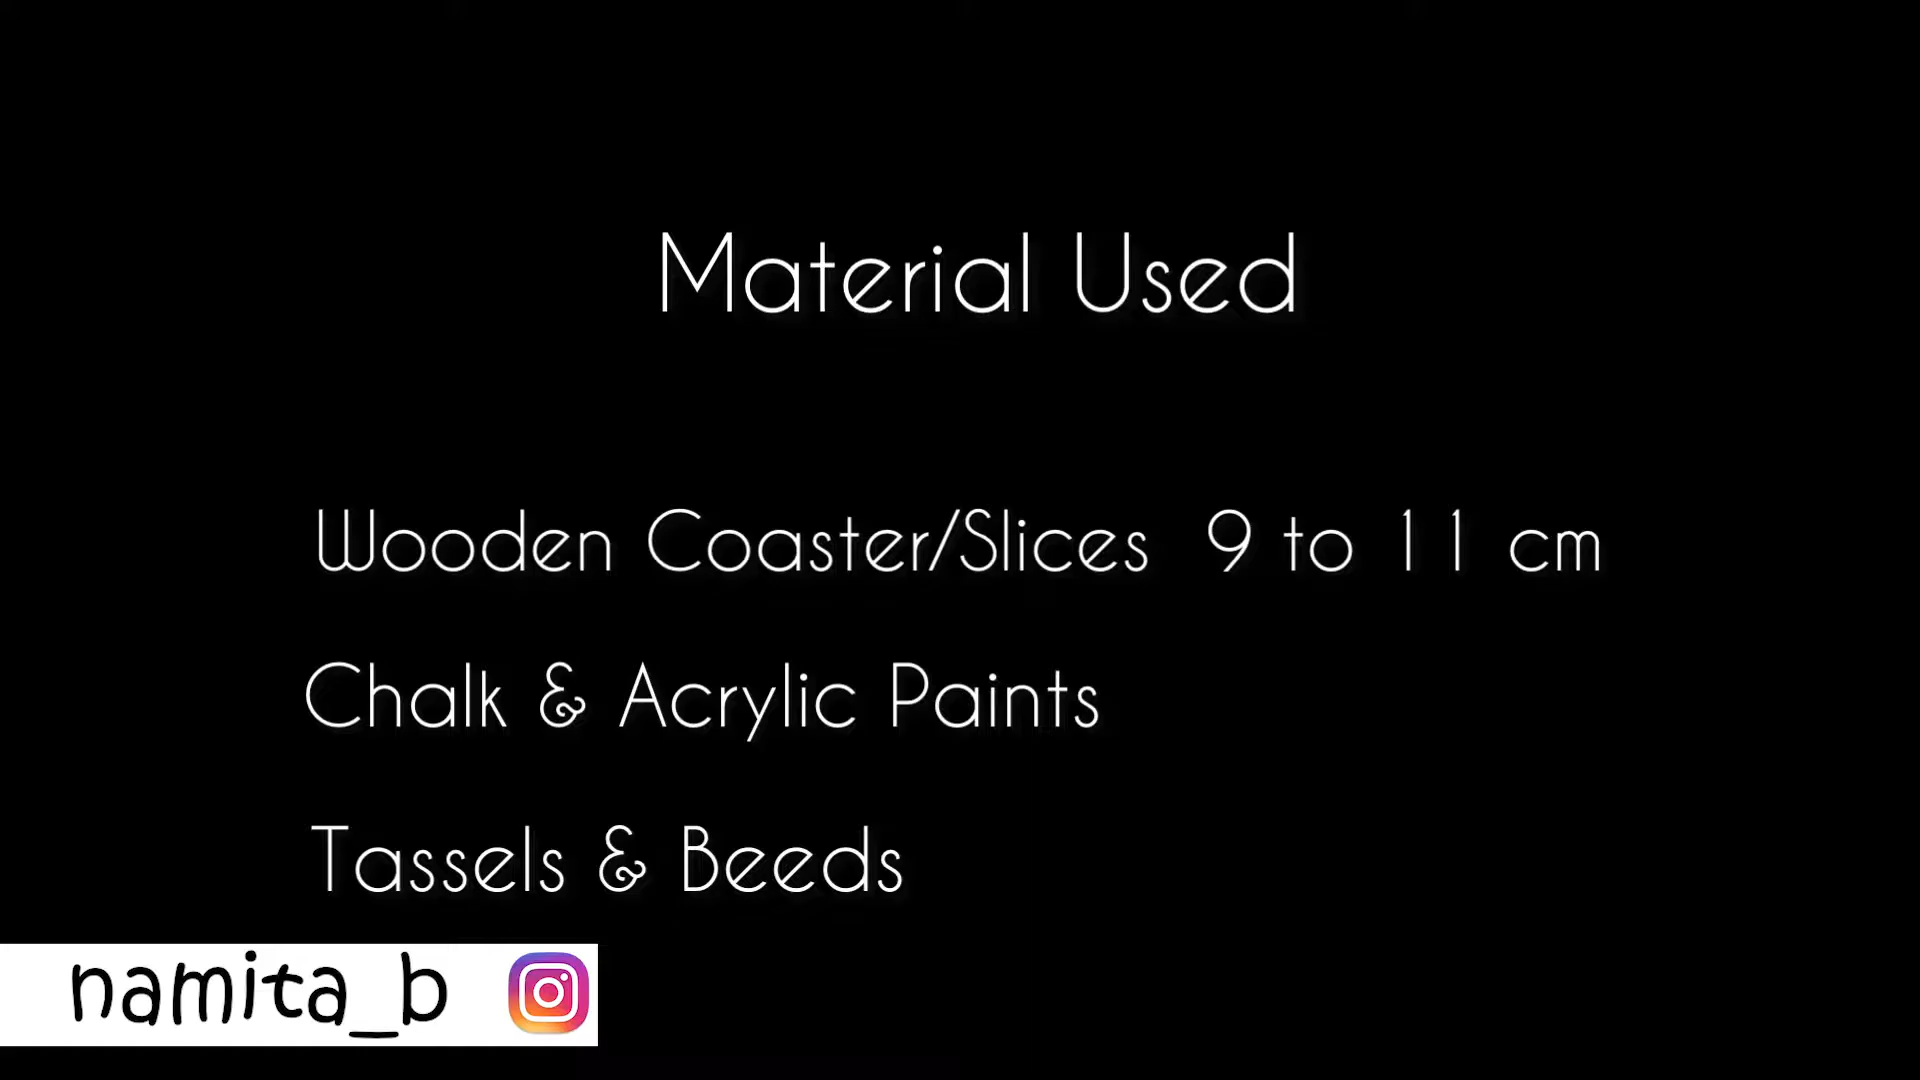 Material Used
Wooden Coaster/Slices 9 to 11 cm
Chalk & Acrylic Paints
Tassels & Beeds
namita_b